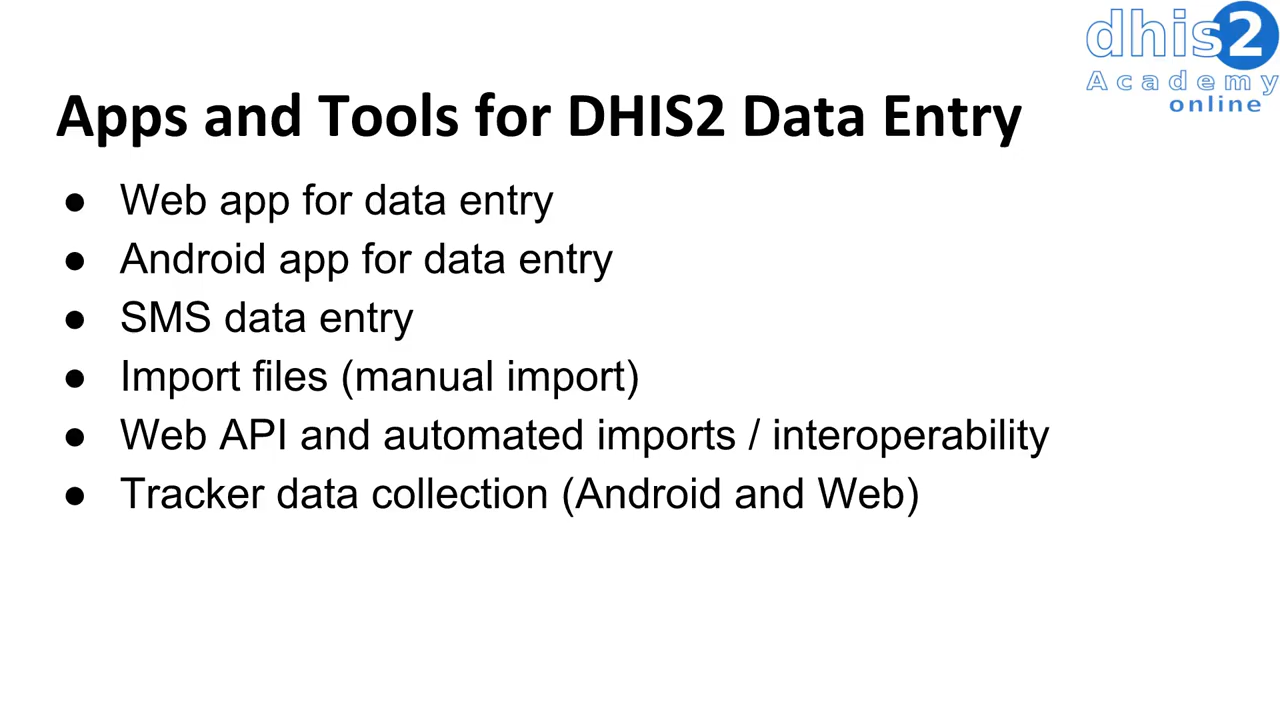 dhis2
Academy
online
Apps and Tools for DHIS2 Data Entry
● Web app for data entry
● Android app for data entry
● SMS data entry
● Import files (manual import)
● Web API and automated imports / interoperability
● Tracker data collection (Android and Web)